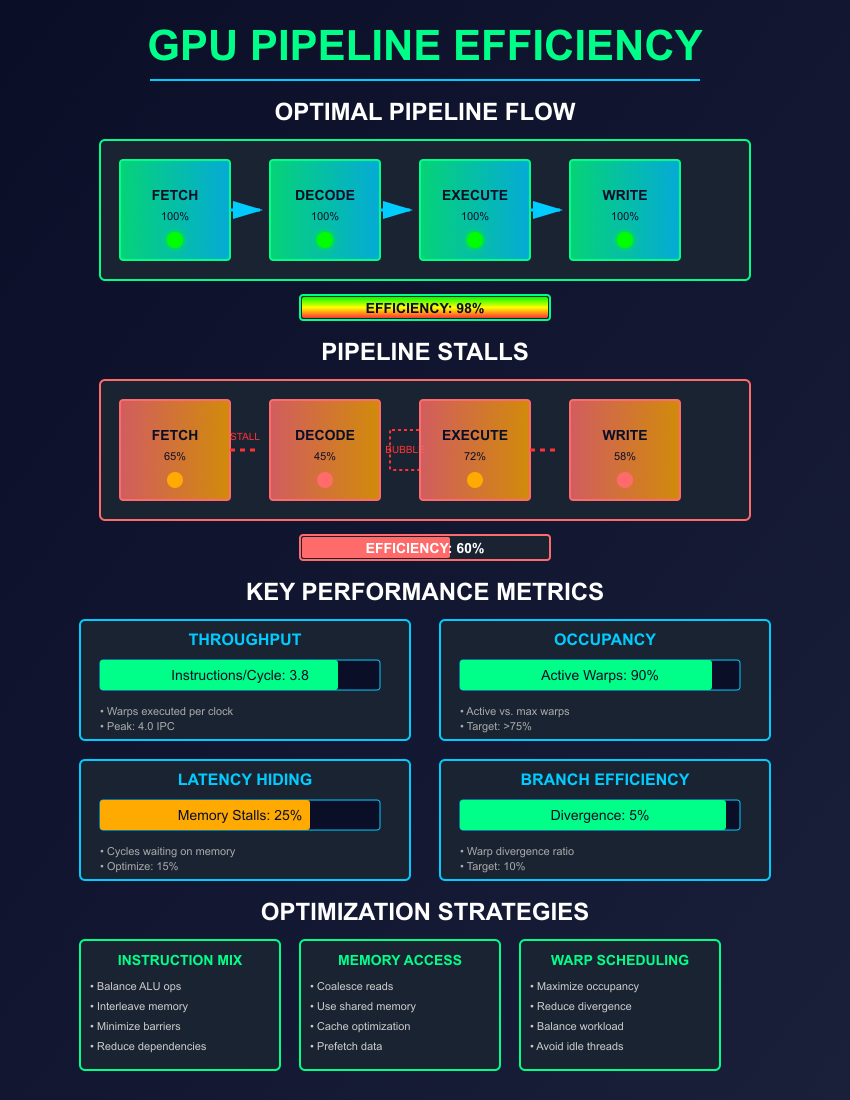 GPU PIPELINE EFFICIENCY
OPTIMAL PIPELINE FLOW
FETCH
100%
DECODE
100%
EXECUTE
100%
WRITE
100%
EFFICIENCY: 98%
PIPELINE STALLS
FETCH
65%
STALL
DECODE
45%
BUBBLE
EXECUTE
72%
WRITE
58%
EFFICIENCY: 60%
KEY PERFORMANCE METRICS
THROUGHPUT
Instructions/Cycle: 3.8
• Warps executed per clock
• Peak: 4.0 IPC
OCCUPANCY
Active Warps: 90%
• Active vs. max warps
• Target: >75%
LATENCY HIDING
Memory Stalls: 25%
• Cycles waiting on memory
• Optimize: 15%
BRANCH EFFICIENCY
Divergence: 5%
• Warp divergence ratio
• Target: 10%
OPTIMIZATION STRATEGIES
INSTRUCTION MIX
• Balance ALU ops
• Interleave memory
• Minimize barriers
• Reduce dependencies
MEMORY ACCESS
• Coalesce reads
• Use shared memory
• Cache optimization
• Prefetch data
WARP SCHEDULING
• Maximize occupancy
• Reduce divergence
• Balance workload
• Avoid idle threads